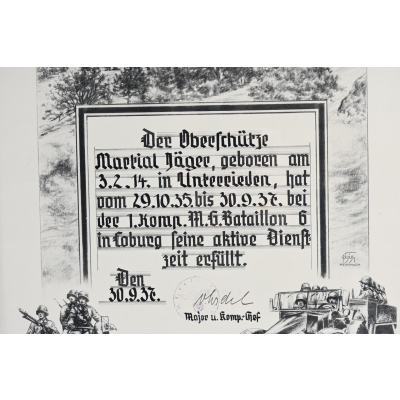 Der Oberschütze
Martial Jäger, geboren am
3.2.14. in Unterrieden, hat
vom 29.10.35. bis 30.9.37. bei
der 1.Komp. M.G.Bataillon 6
in Coburg seine aktive Dienst-
zeit erfüllt.
Den
30.9.37.
Major u. Komp.-Chef